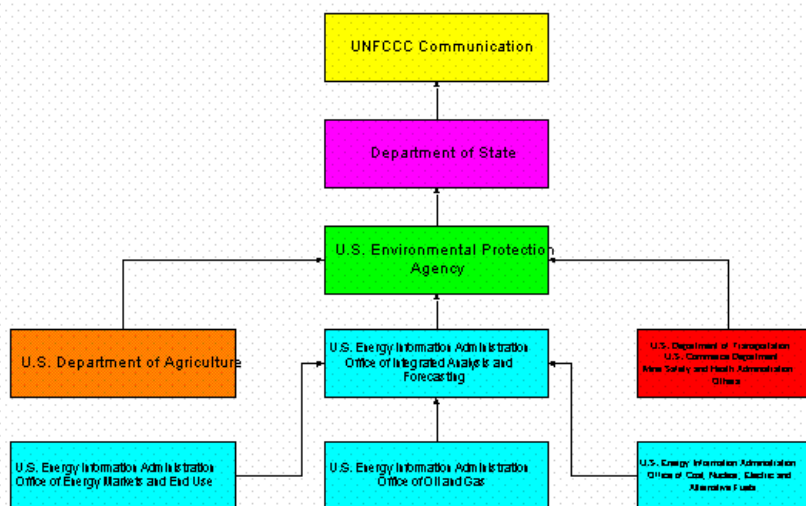 UNFCCC Communication
Department of State
U.S. Environmental Protection
Agency
U.S. Department of Agriculture
U.S. Energy Information Administration
Office of Integrated Analysis and
Forecasting
U.S. Department of Transportation
U.S. Commerce Department
Mine Safety and Health Administration
Others
U.S. Energy Information Administration
Office of Energy Markets and End Use
U.S. Energy Information Administration
Office of Oil and Gas
U.S. Energy Information Administration
Office of Coal, Nuclear, Electric and
Alternative Fuels